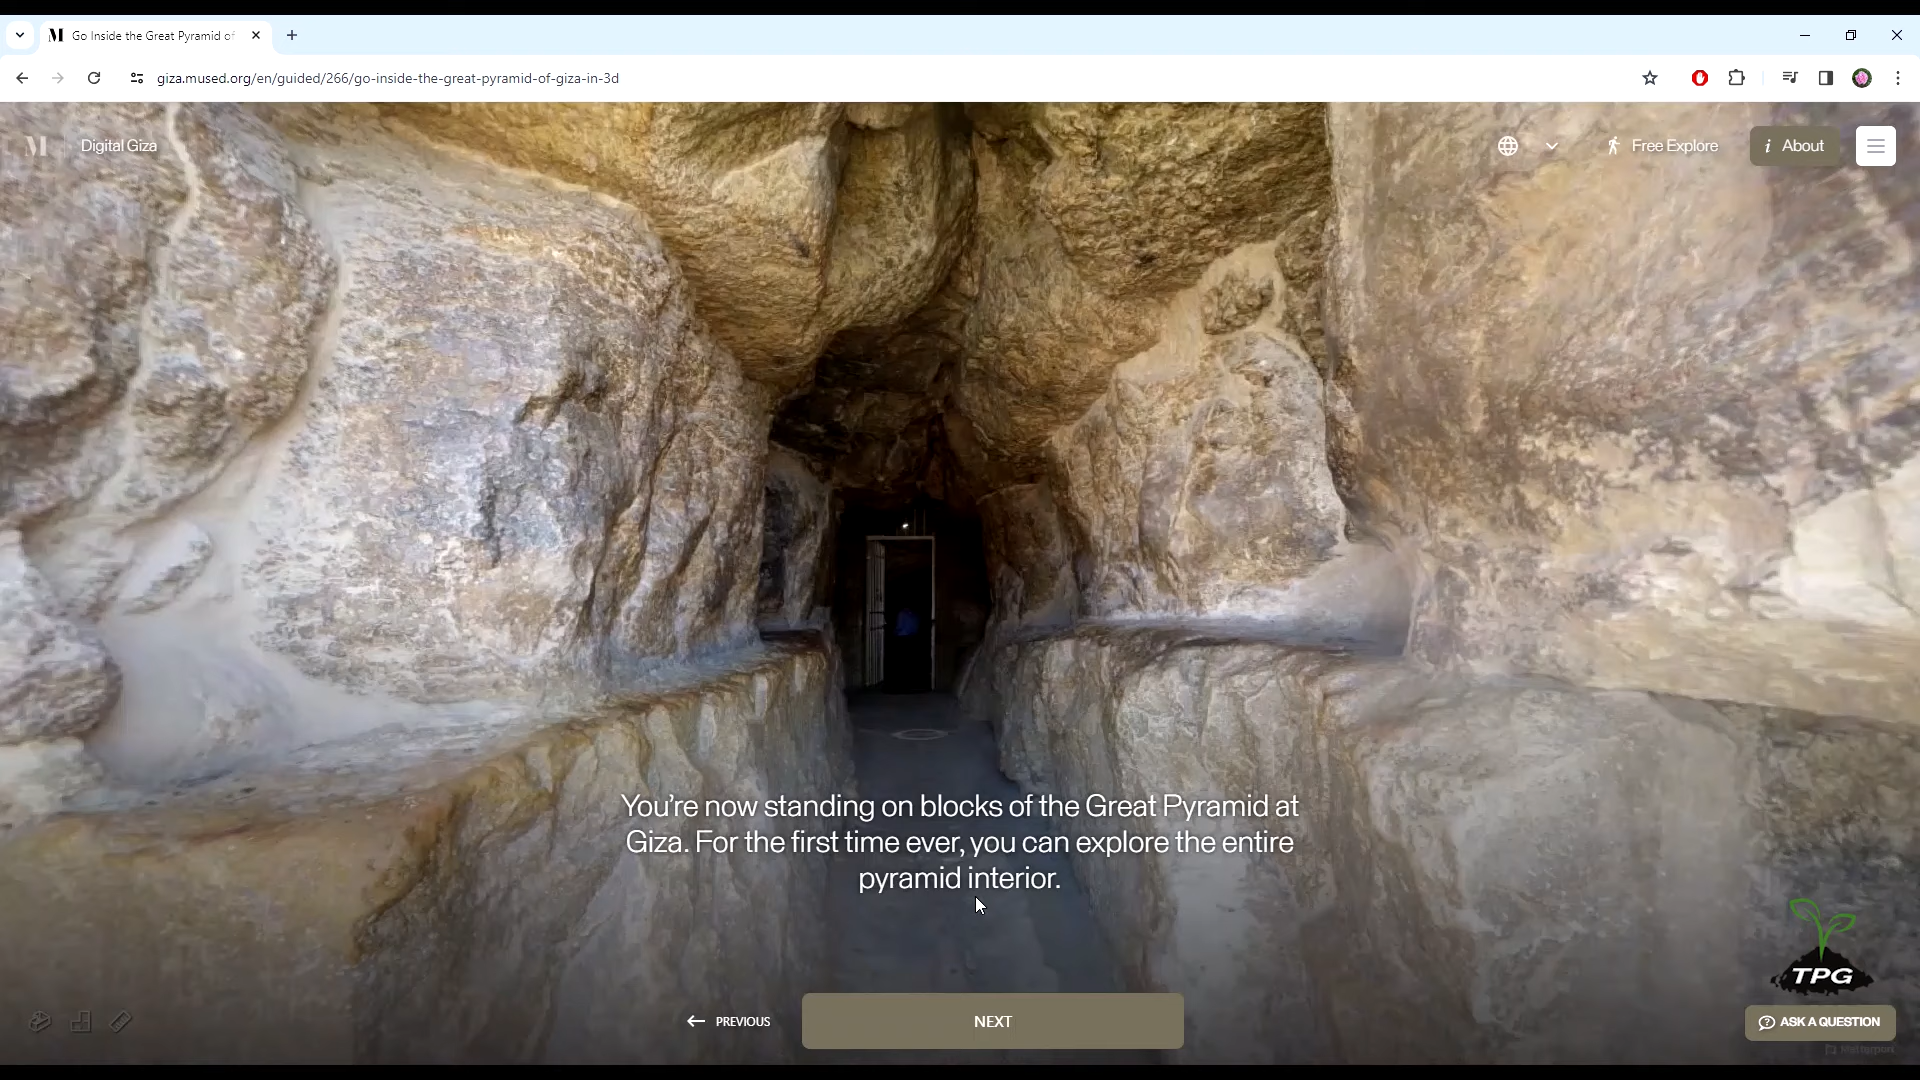 Go Inside the Great Pyramid of
giza.mused.org/en/guided/266/go-inside-the-great-pyramid-of-giza-in-3d
M
Digital Giza
Free Explore
i About
You're now standing on blocks of the Great Pyramid at
Giza. For the first time ever, you can explore the entire
pyramid interior.
TPG
PREVIOUS
NEXT
ASK A QUESTION
Matterport